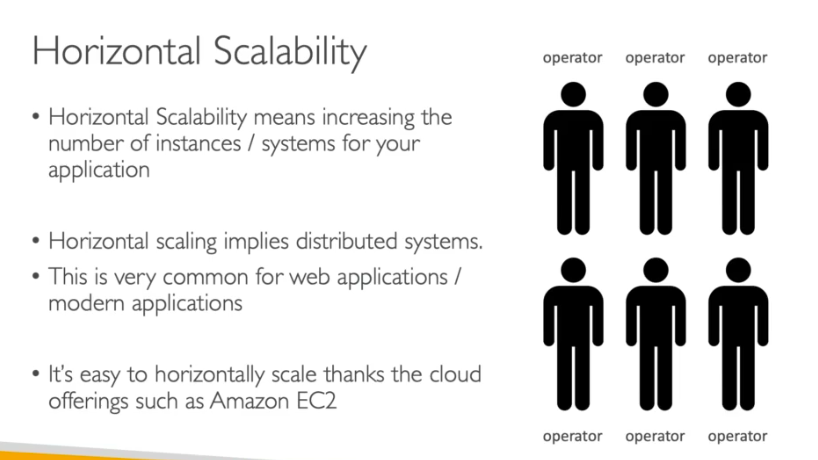 Horizontal Scalability
• Horizontal Scalability means increasing the
number of instances / systems for your
application
• Horizontal scaling implies distributed systems.
• This is very common for web applications /
modern applications
• It's easy to horizontally scale thanks the cloud
offerings such as Amazon EC2
operator operator operator
operator operator operator